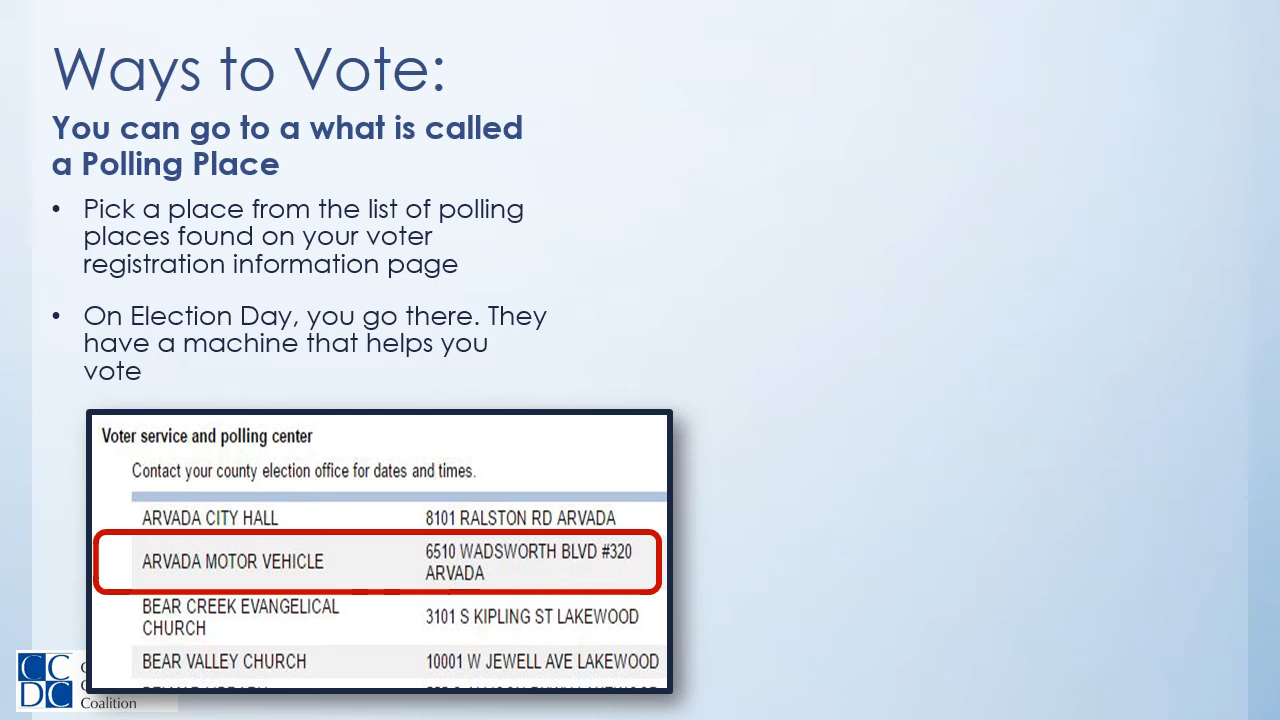 Ways to Vote:
You can go to a what is called
a Polling Place
• Pick a place from the list of polling
places found on your voter
registration information page
• On Election Day, you go there. They
have a machine that helps you
vote
Voter service and polling center
Contact your county election office for dates and times.
ARVADA CITY HALL 8101 RALSTON RD ARVADA
ARVADA MOTOR VEHICLE 6510 WADSWORTH BLVD #320
ARVADA
BEAR CREEK EVANGELICAL
CHURCH 3101 S KIPLING ST LAKEWOOD
BEAR VALLEY CHURCH 10001 W JEWELL AVE LAKEWOOD
CC
DC
Coalition